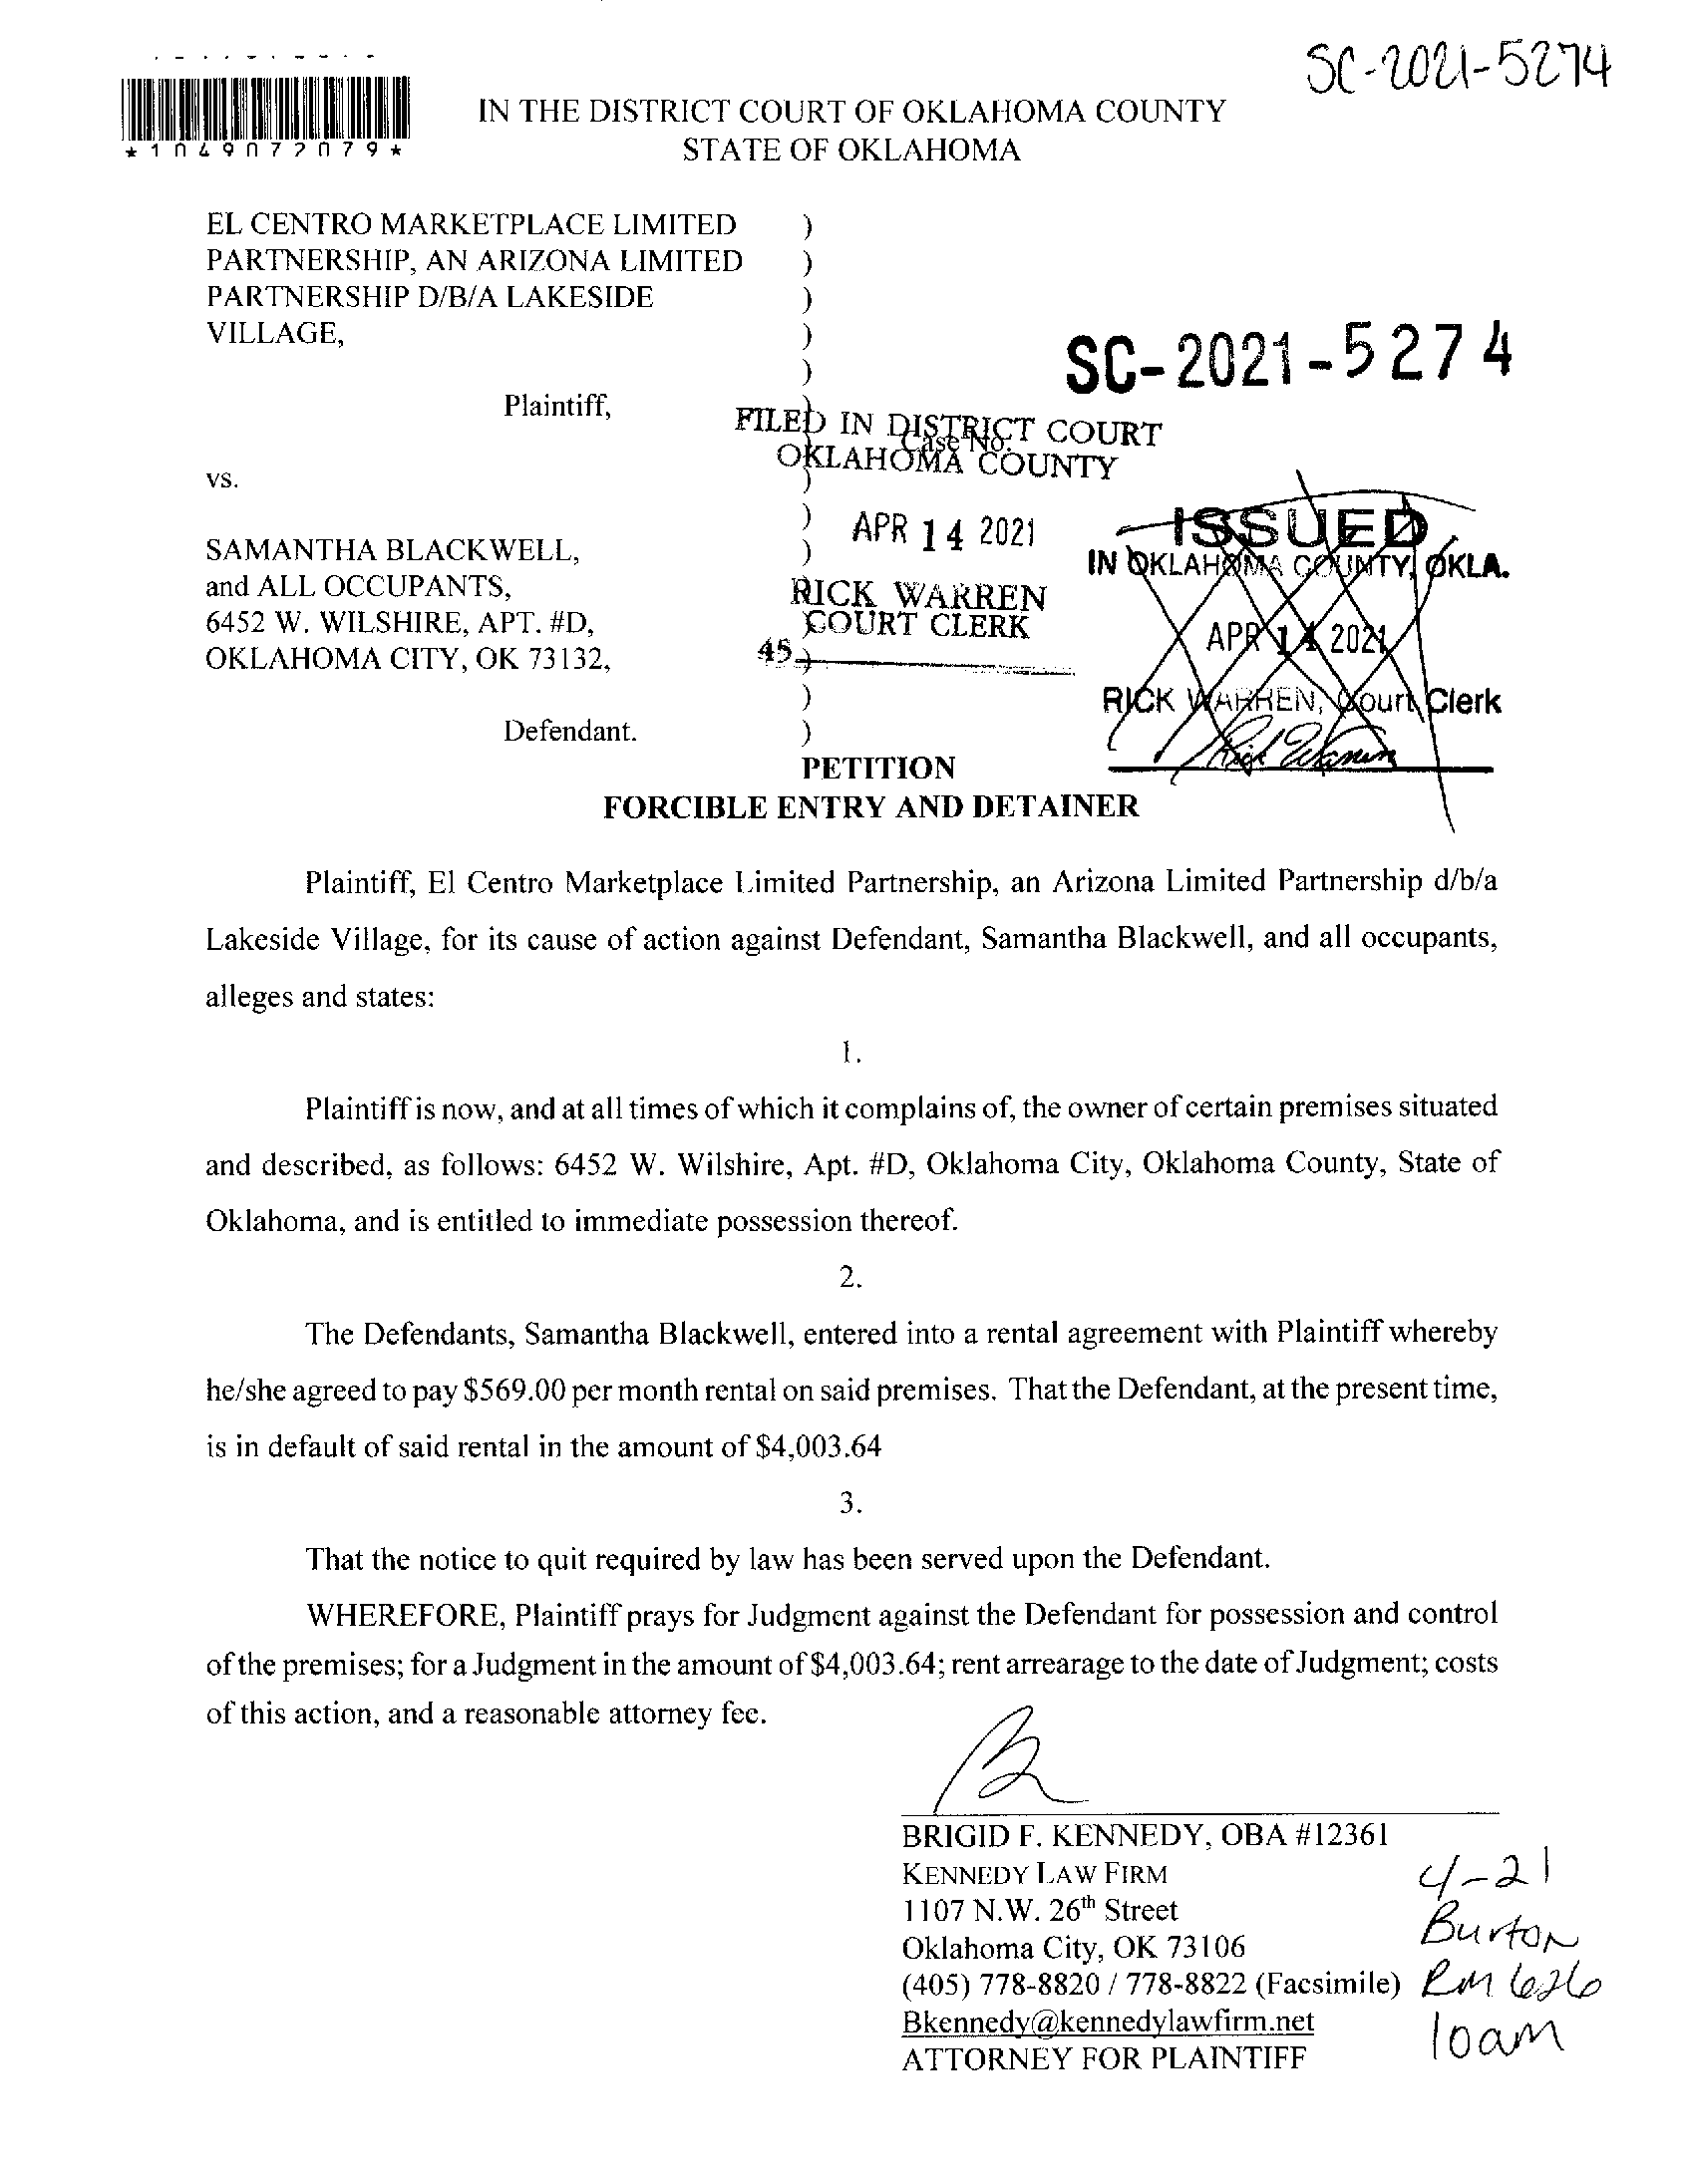 SC-2021-5274
*1049072079*
IN THE DISTRICT COURT OF OKLAHOMA COUNTY
STATE OF OKLAHOMA
EL CENTRO MARKETPLACE LIMITED )
PARTNERSHIP, AN ARIZONA LIMITED )
PARTNERSHIP D/B/A LAKESIDE )
VILLAGE, )
)
SC-2021-5274
Plaintiff, )
FILED IN DISTRICT COURT
Case No.
OKLAHOMA COUNTY
vs. )
ISSUED
) APR 14 2021
SAMANTHA BLACKWELL, )
IN OKLAHOMA COUNTY, OKLA.
and ALL OCCUPANTS, )
RICK WARREN
6452 W. WILSHIRE, APT. #D, )
COURT CLERK
APR 14 2021
OKLAHOMA CITY, OK 73132, )
45
)
RICK WARREN, Court Clerk
Defendant. )
Rick Warren
PETITION
FORCIBLE ENTRY AND DETAINER
Plaintiff, El Centro Marketplace Limited Partnership, an Arizona Limited Partnership d/b/a
Lakeside Village, for its cause of action against Defendant, Samantha Blackwell, and all occupants,
alleges and states:
1.
Plaintiff is now, and at all times of which it complains of, the owner of certain premises situated
and described, as follows: 6452 W. Wilshire, Apt. #D, Oklahoma City, Oklahoma County, State of
Oklahoma, and is entitled to immediate possession thereof.
2.
The Defendants, Samantha Blackwell, entered into a rental agreement with Plaintiff whereby
he/she agreed to pay $569.00 per month rental on said premises. That the Defendant, at the present time,
is in default of said rental in the amount of $4,003.64
3.
That the notice to quit required by law has been served upon the Defendant.
WHEREFORE, Plaintiff prays for Judgment against the Defendant for possession and control
of the premises; for a Judgment in the amount of $4,003.64; rent arrearage to the date of Judgment; costs
of this action, and a reasonable attorney fee.
BRIGID F. KENNEDY, OBA #12361
KENNEDY LAW FIRM
1107 N.W. 26th Street
Oklahoma City, OK 73106
(405) 778-8820 / 778-8822 (Facsimile)
Bkennedy@kennedylawfirm.net
ATTORNEY FOR PLAINTIFF
4-21
Burton
RM 626
10am